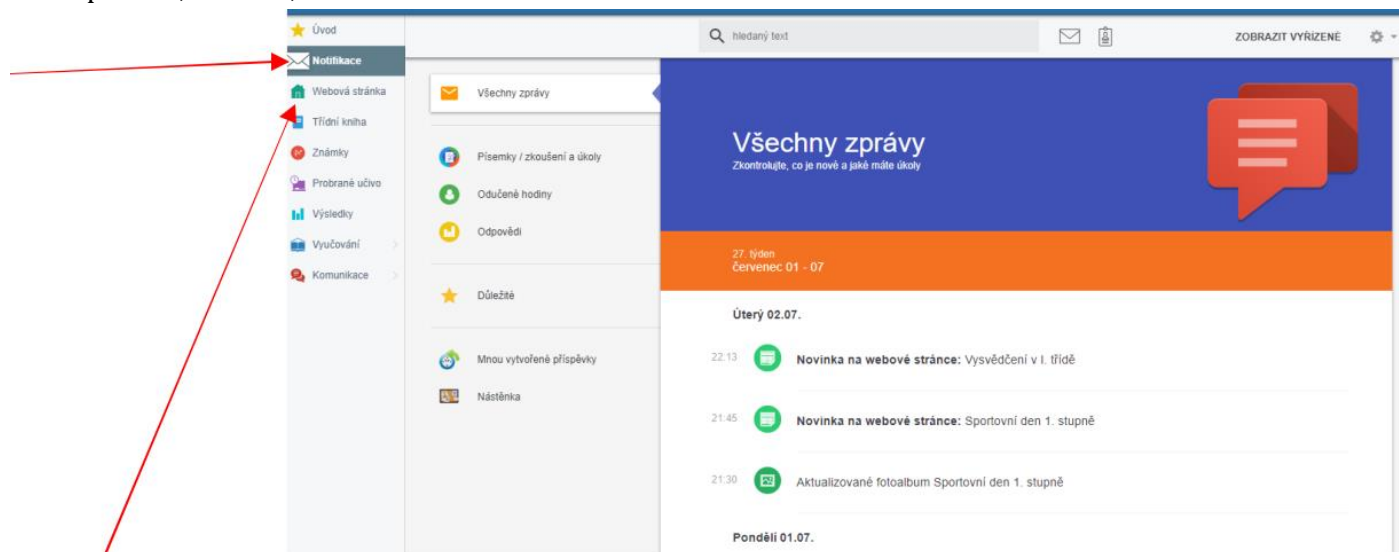 Úvod
hledaný text
ZOBRAZIT VYŘÍZENÉ
Notifikace
Webová stránka
Třídní kniha
Známky
Probrané učivo
Výsledky
Vyučování
Komunikace
Všechny zprávy
Písemky / zkoušení a úkoly
Odučené hodiny
Odpovědi
Důležité
Mnou vytvořené příspěvky
Nástěnka
Všechny zprávy
Zkontrolujte, co je nové a jaké máte úkoly
27. týden
červenec 01 - 07
Úterý 02.07.
22:13 Novinka na webové stránce: Vysvědčení v I. třídě
21:45 Novinka na webové stránce: Sportovní den 1. stupně
21:30 Aktualizované fotoalbum Sportovní den 1. stupně
Pondělí 01.07.